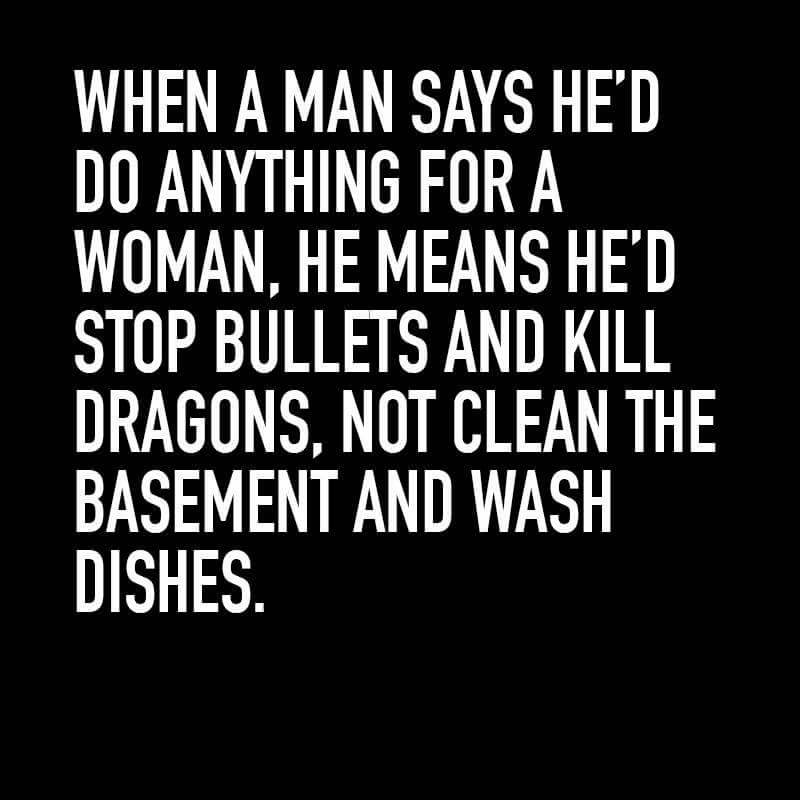 WHEN A MAN SAYS HE’D
DO ANYTHING FOR A
WOMAN, HE MEANS HE’D
STOP BULLETS AND KILL
DRAGONS, NOT CLEAN THE
BASEMENT AND WASH
DISHES.